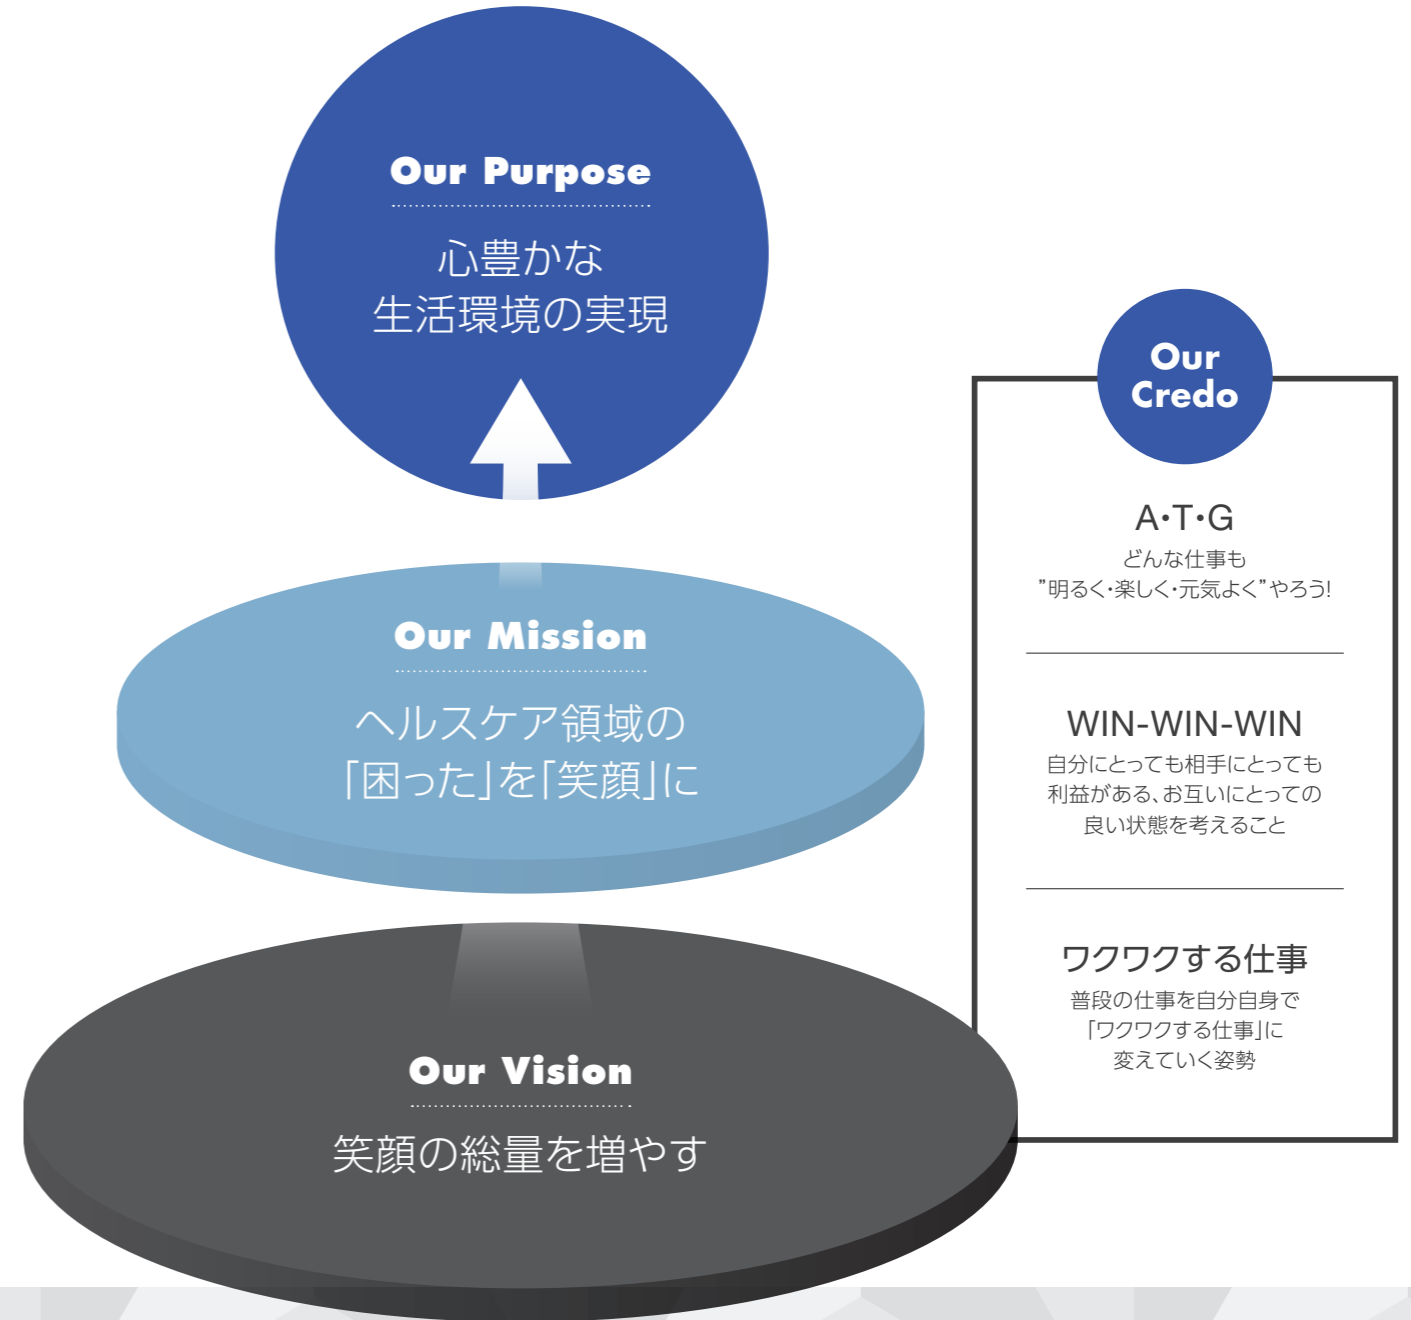 Our Purpose
心豊かな
生活環境の実現
Our Mission
ヘルスケア領域の
「困った」を「笑顔」に
Our Vision
笑顔の総量を増やす
Our
Credo
A・T・G
どんな仕事も
”明るく・楽しく・元気よく”やろう!
WIN-WIN-WIN
自分にとっても相手にとっても
利益がある、お互いにとっての
良い状態を考えること
ワクワクする仕事
普段の仕事を自分自身で
「ワクワクする仕事」に
変えていく姿勢